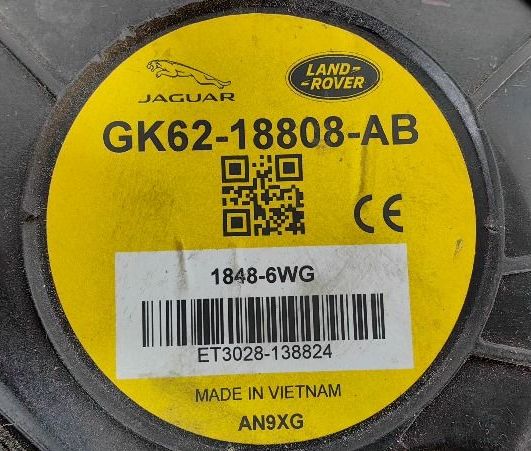 JAGUAR
LAND-
-ROVER
GK62-18808-AB
CE
1848-6WG
ET3028-138824
MADE IN VIETNAM
AN9XG